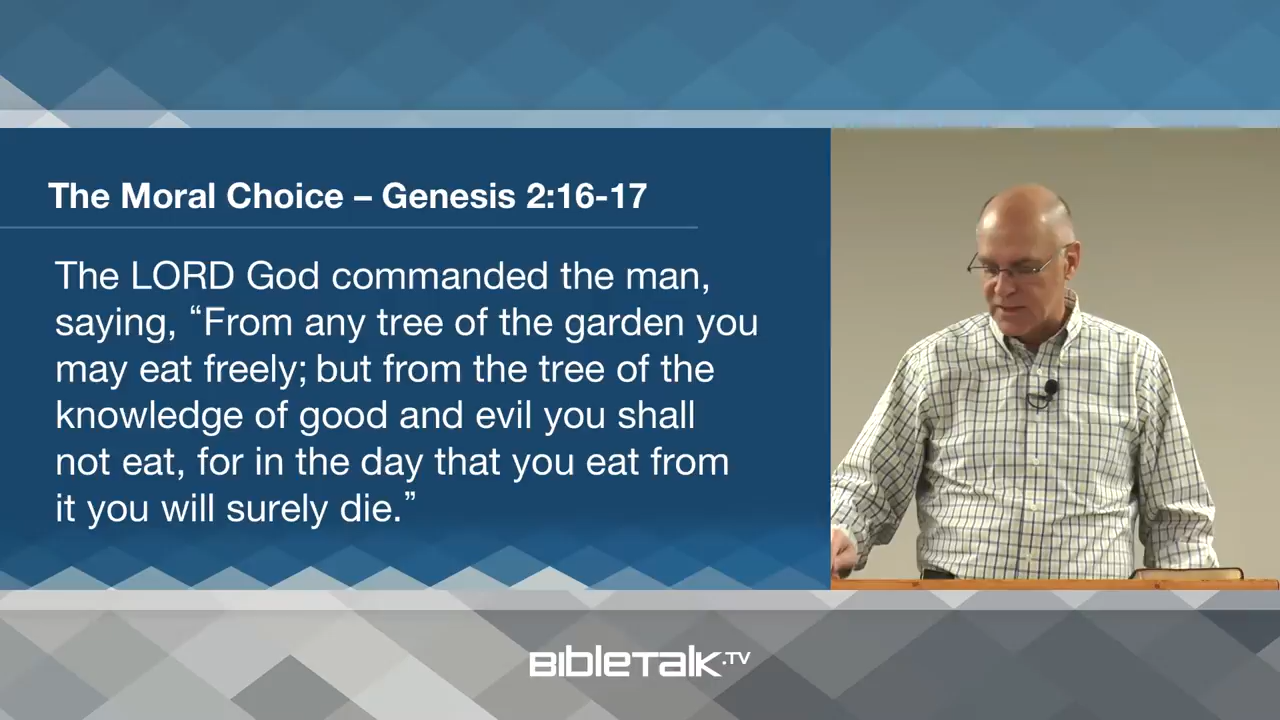 The Moral Choice – Genesis 2:16-17
The LORD God commanded the man,
saying, “From any tree of the garden you
may eat freely; but from the tree of the
knowledge of good and evil you shall
not eat, for in the day that you eat from
it you will surely die.”
BIBLETALK.TV